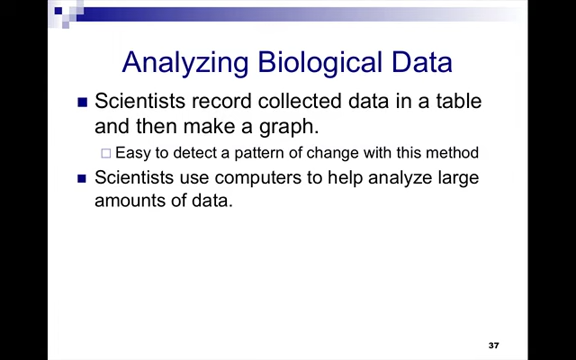 Analyzing Biological Data
Scientists record collected data in a table
and then make a graph.
Easy to detect a pattern of change with this method
Scientists use computers to help analyze large
amounts of data.
37